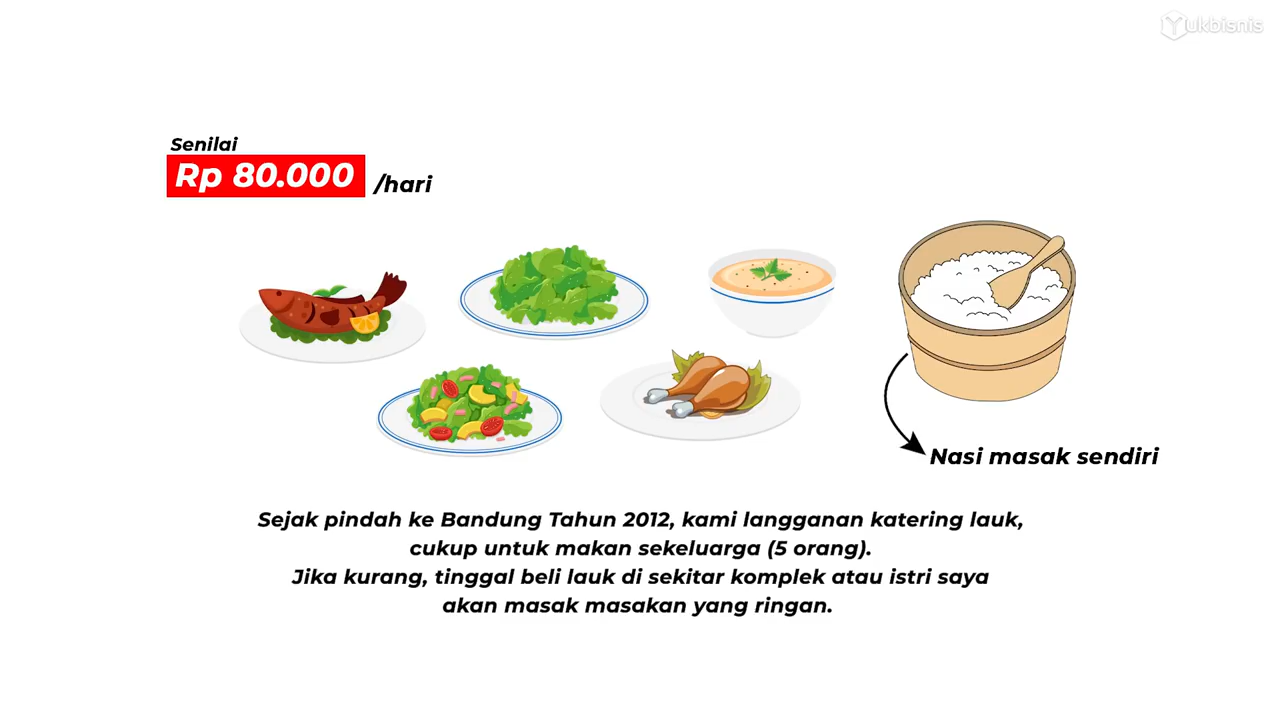 Yukbisnis
Senilai
Rp 80.000 /hari
Nasi masak sendiri
Sejak pindah ke Bandung Tahun 2012, kami langganan katering lauk,
cukup untuk makan sekeluarga (5 orang).
Jika kurang, tinggal beli lauk di sekitar komplek atau istri saya
akan masak masakan yang ringan.